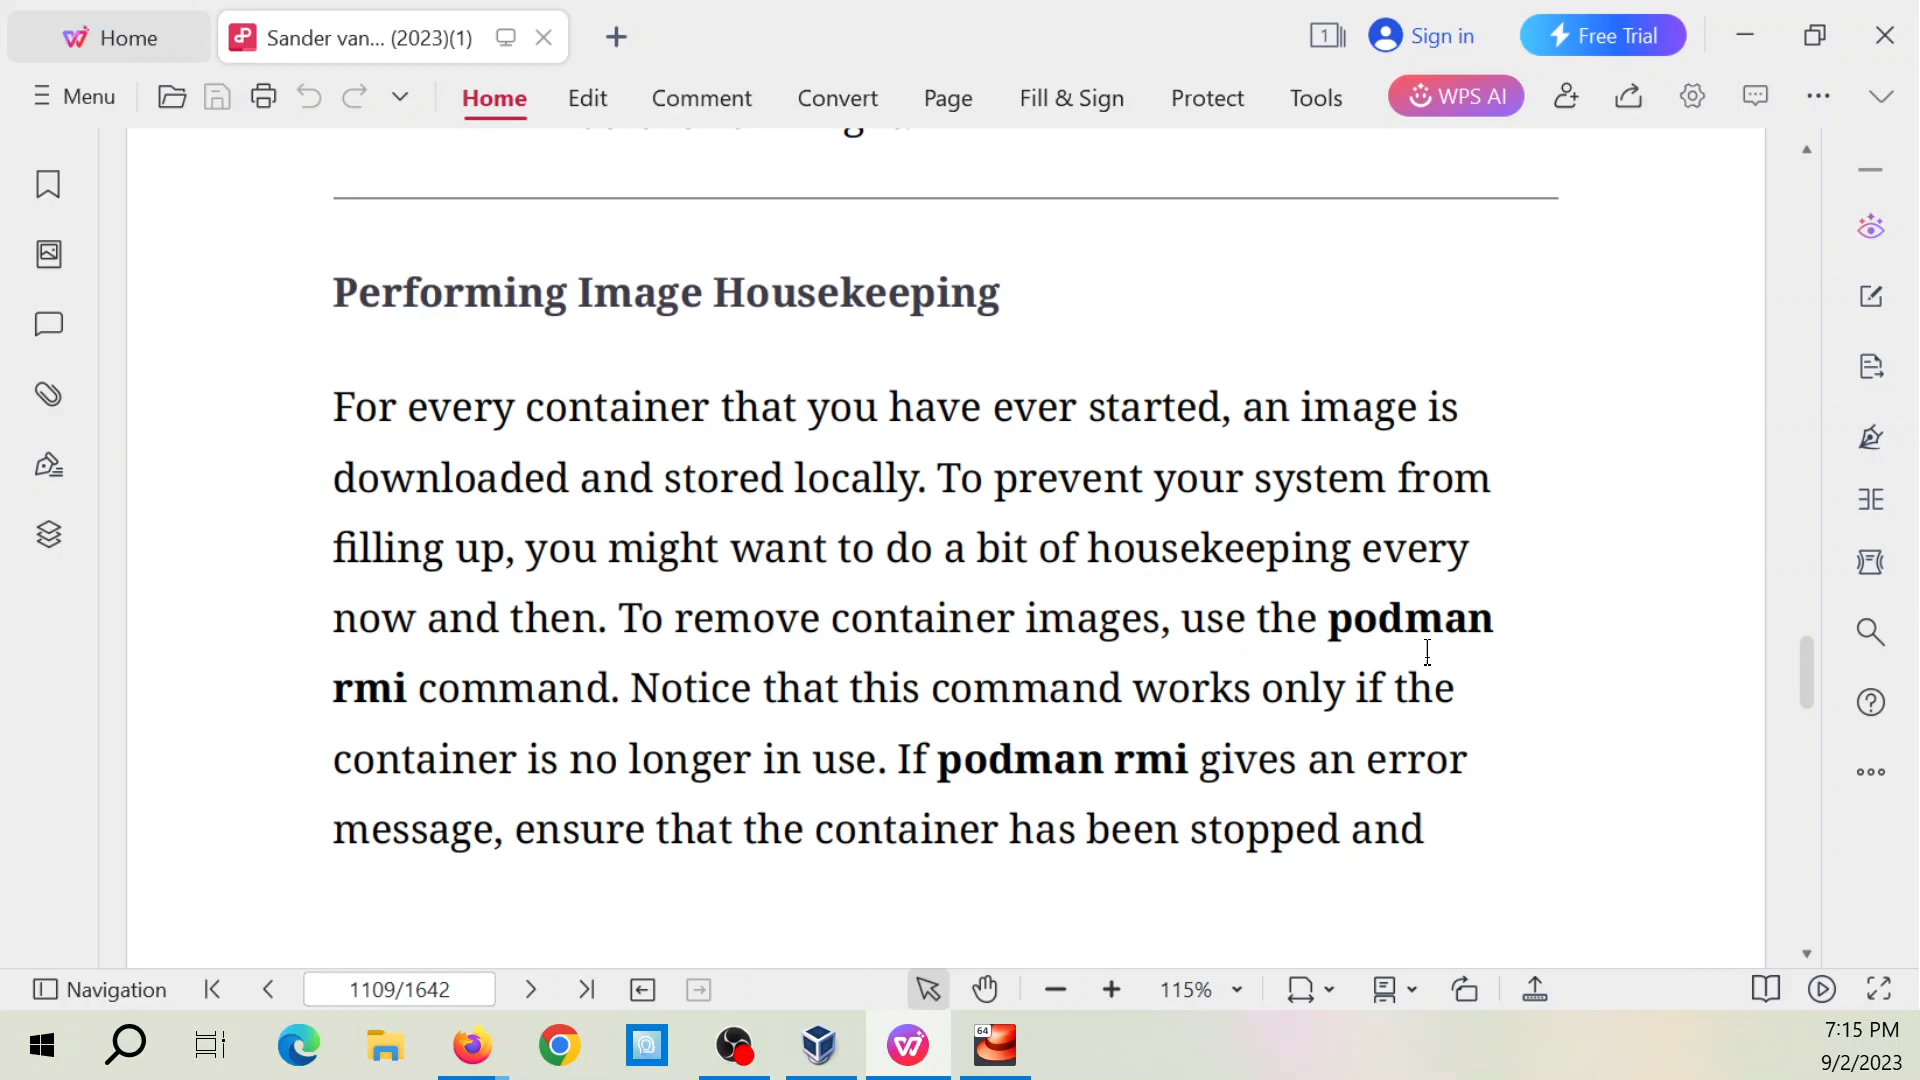 Home
Sander van... (2023)(1)
1
Sign in
Free Trial
Menu
Home
Edit
Comment
Convert
Page
Fill & Sign
Protect
Tools
WPS AI
Performing Image Housekeeping
For every container that you have ever started, an image is
downloaded and stored locally. To prevent your system from
filling up, you might want to do a bit of housekeeping every
now and then. To remove container images, use the podman
rmi command. Notice that this command works only if the
container is no longer in use. If podman rmi gives an error
message, ensure that the container has been stopped and
Navigation
1109/1642
115%
64
7:15 PM
9/2/2023